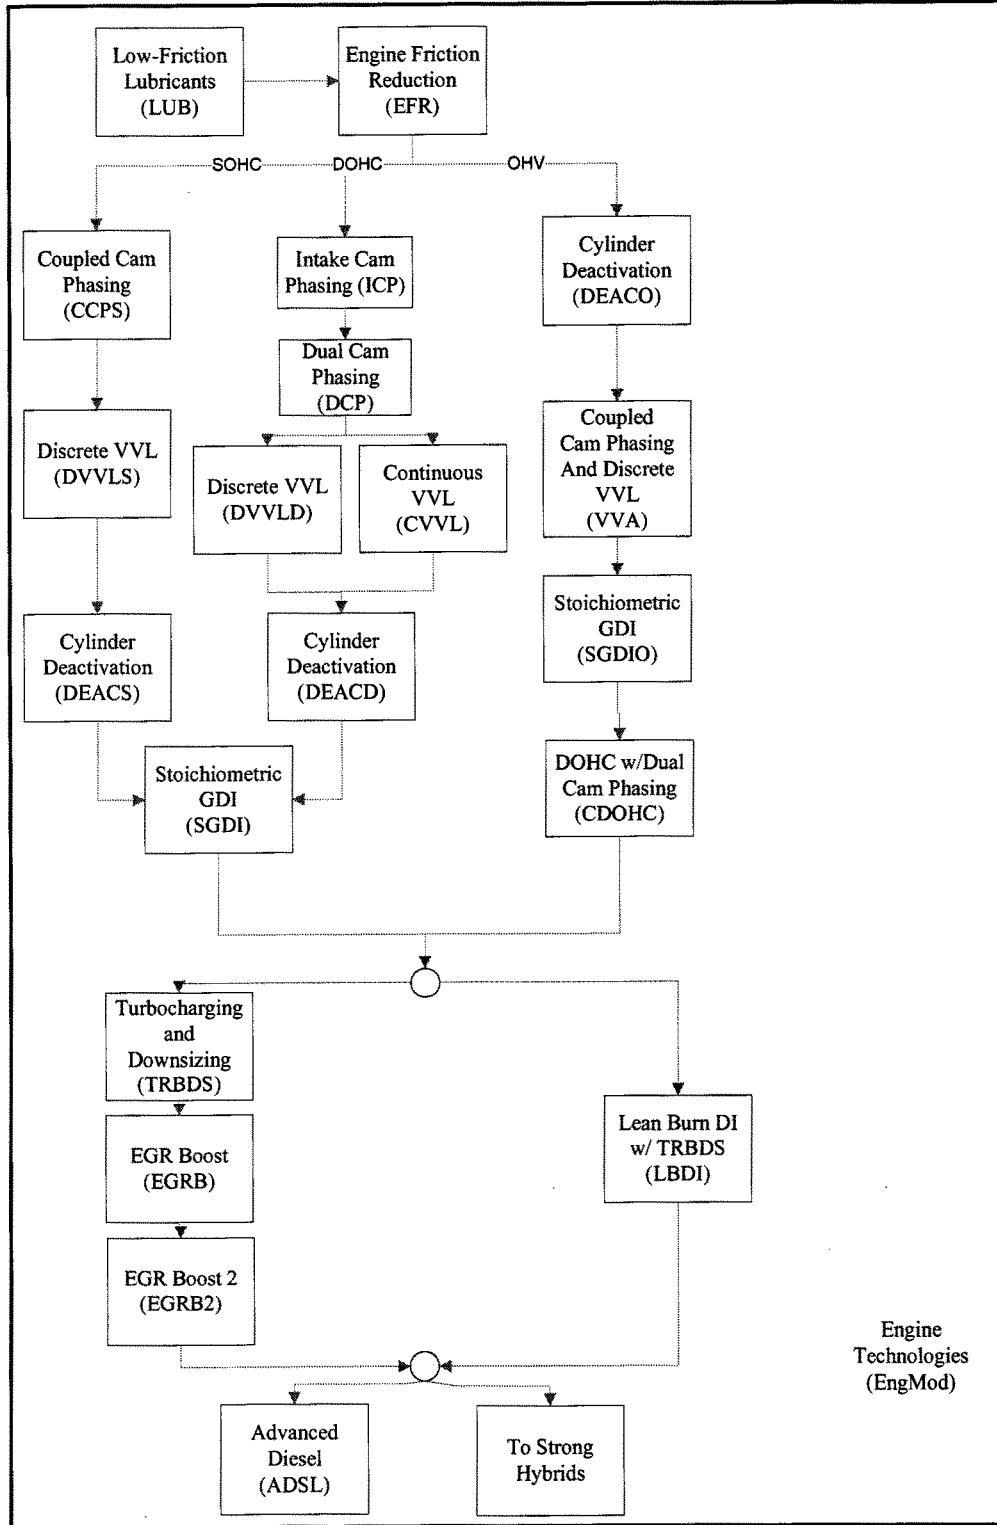 Low-Friction
Lubricants
(LUB)
Engine Friction
Reduction
(EFR)
SOHC
DOHC
OHV
Coupled Cam
Phasing
(CCPS)
Intake Cam
Phasing (ICP)
Cylinder
Deactivation
(DEACO)
Dual Cam
Phasing
(DCP)
Discrete VVL
(DVVLS)
Discrete VVL
(DVVLD)
Continuous
VVL
(CVVL)
Coupled
Cam Phasing
And Discrete
VVL
(VVA)
Cylinder
Deactivation
(DEACS)
Cylinder
Deactivation
(DEACD)
Stoichiometric
GDI
(SGDIO)
Stoichiometric
GDI
(SGDI)
DOHC w/Dual
Cam Phasing
(CDOHC)
Turbocharging
and
Downsizing
(TRBDS)
EGR Boost
(EGRB)
Lean Burn DI
w/ TRBDS
(LBDI)
EGR Boost 2
(EGRB2)
Engine
Technologies
(EngMod)
Advanced
Diesel
(ADSL)
To Strong
Hybrids